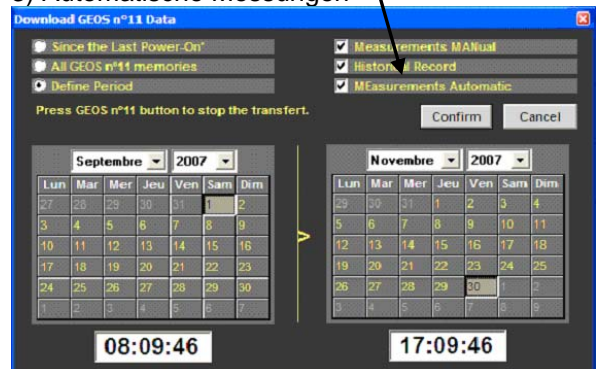 3) Automatische Messungen
Download GEOS n°11 Data
Since the Last Power-On"
All GEOS n°11 memories
Define Period
Measurements MANual
Historical Record
MEasurements Automatic
Press GEOS n°11 button to stop the transfert.
Confirm Cancel
Septembre 2007
Lun Mar Mer Jeu Ven Sam Dim
27 28 29 30 31 1 2
3 4 5 6 7 8 9
10 11 12 13 14 15 16
17 18 19 20 21 22 23
24 25 26 27 28 29 30
1 2 3 4 5 6 7
08:09:46
>
Novembre 2007
Lun Mar Mer Jeu Ven Sam Dim
29 30 31 1 2 3 4
5 6 7 8 9 10 11
12 13 14 15 16 17 18
19 20 21 22 23 24 25
26 27 28 29 30 1 2
3 4 5 6 7 8 9
17:09:46